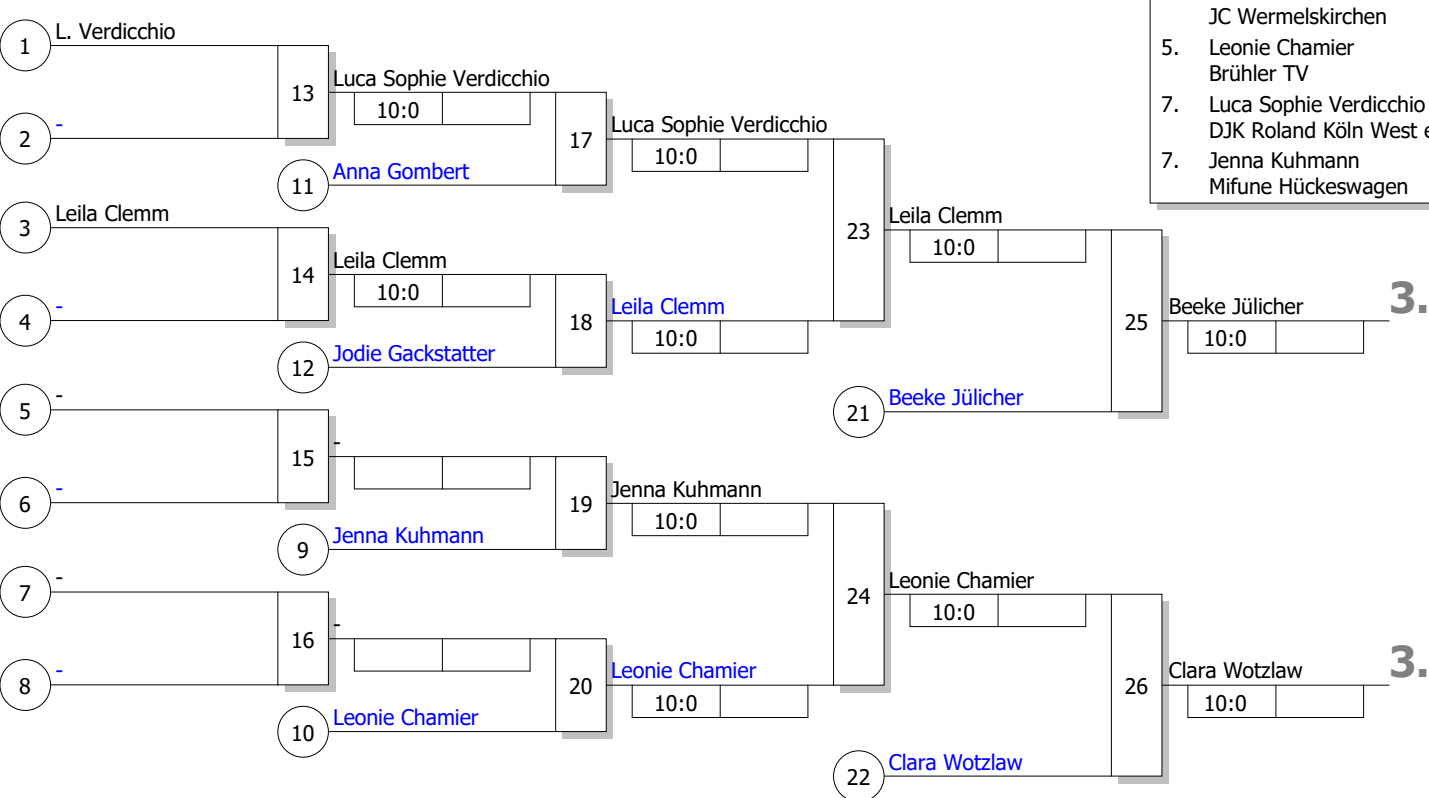 JC Wermelskirchen
5. Leonie Chamier
Brühler TV
7. Luca Sophie Verdicchio
DJK Roland Köln West
7. Jenna Kuhmann
Mifune Hückeswagen
1 L. Verdicchio
13 Luca Sophie Verdicchio
10:0
2 -
17 Luca Sophie Verdicchio
10:0
11 Anna Gombert
3 Leila Clemm
23 Leila Clemm
10:0
14 Leila Clemm
10:0
4 -
18 Leila Clemm
10:0
12 Jodie Gackstatter
25 Beeke Jülicher
10:0
3.
5 -
21 Beeke Jülicher
15 -
6 -
19 Jenna Kuhmann
10:0
9 Jenna Kuhmann
7 -
24 Leonie Chamier
10:0
16 -
8 -
20 Leonie Chamier
10:0
10 Leonie Chamier
26 Clara Wotzlaw
10:0
3.
22 Clara Wotzlaw